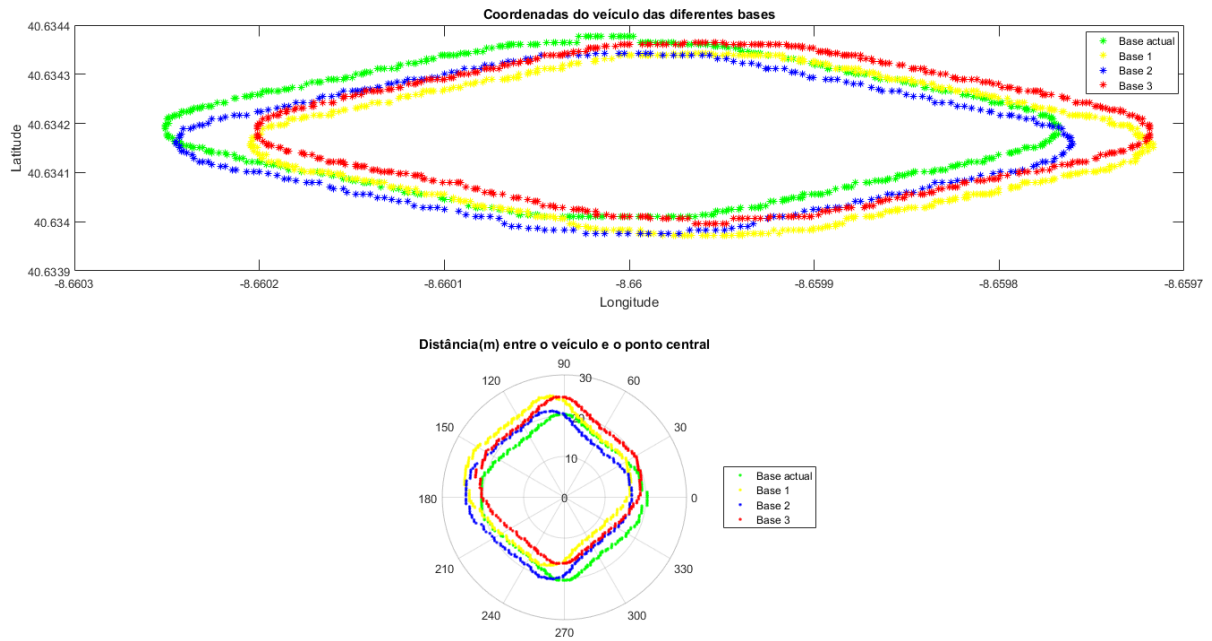 Coordenadas do veículo das diferentes bases
40.6344
40.6343
40.6342
40.6341
40.634
40.6339
Latitude
-8.6603
-8.6602
-8.6601
-8.66
-8.6599
-8.6598
-8.6597
Longitude
Base actual
Base 1
Base 2
Base 3
Distância(m) entre o veículo e o ponto central
90
120
60
30
20
150
30
10
180
0
0
210
330
240
300
270
Base actual
Base 1
Base 2
Base 3